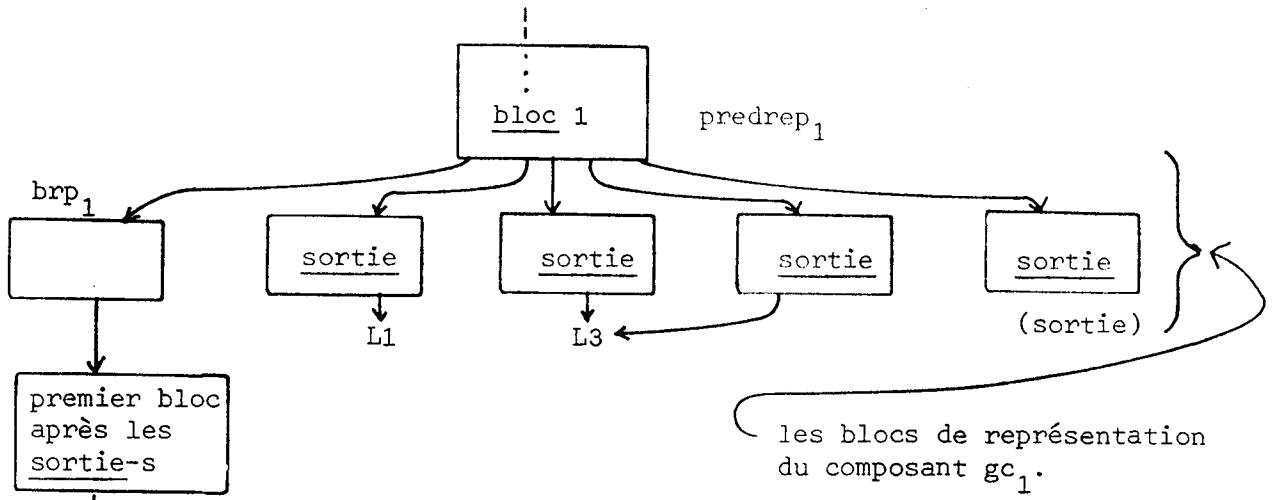 bloc 1
predrep₁
brp₁
sortie
sortie
sortie
sortie
(sortie)
L1
L3
premier bloc
après les
sortie-s
les blocs de représentation
du composant gc₁.